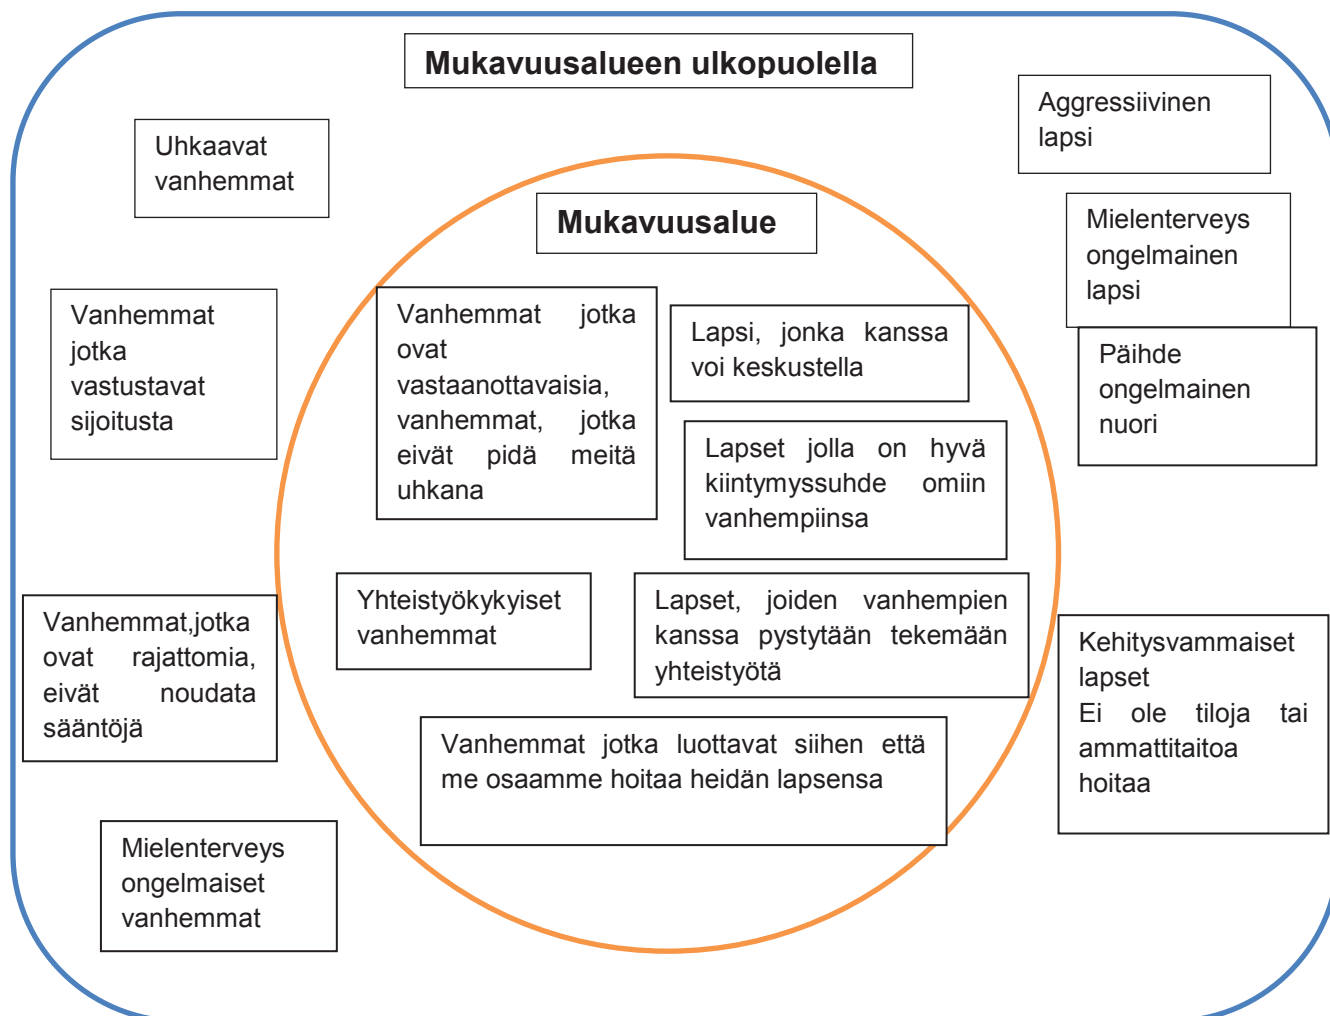 Mukavuusalueen ulkopuolella
Aggressiivinen
lapsi
Uhkaavat
vanhemmat
Mukavuusalue
Mielenterveys
ongelmainen
lapsi
Vanhemmat
jotka
vastustavat
sijoitusta
Vanhemmat jotka
ovat
vastaanottavaisia,
vanhemmat, jotka
eivät pidä meitä
uhkana
Lapsi, jonka kanssa
voi keskustella
Päihde
ongelmainen
nuori
Lapset jolla on hyvä
kiintymyssuhde omiin
vanhempiinsa
Yhteistyökykyiset
vanhemmat
Lapset, joiden vanhempien
kanssa pystytään tekemään
yhteistyötä
Vanhemmat,jotka
ovat rajattomia,
eivät noudata
sääntöjä
Kehitysvammaiset
lapset
Ei ole tiloja tai
ammattitaitoa
hoitaa
Vanhemmat jotka luottavat siihen että
me osaamme hoitaa heidän lapsensa
Mielenterveys
ongelmaiset
vanhemmat